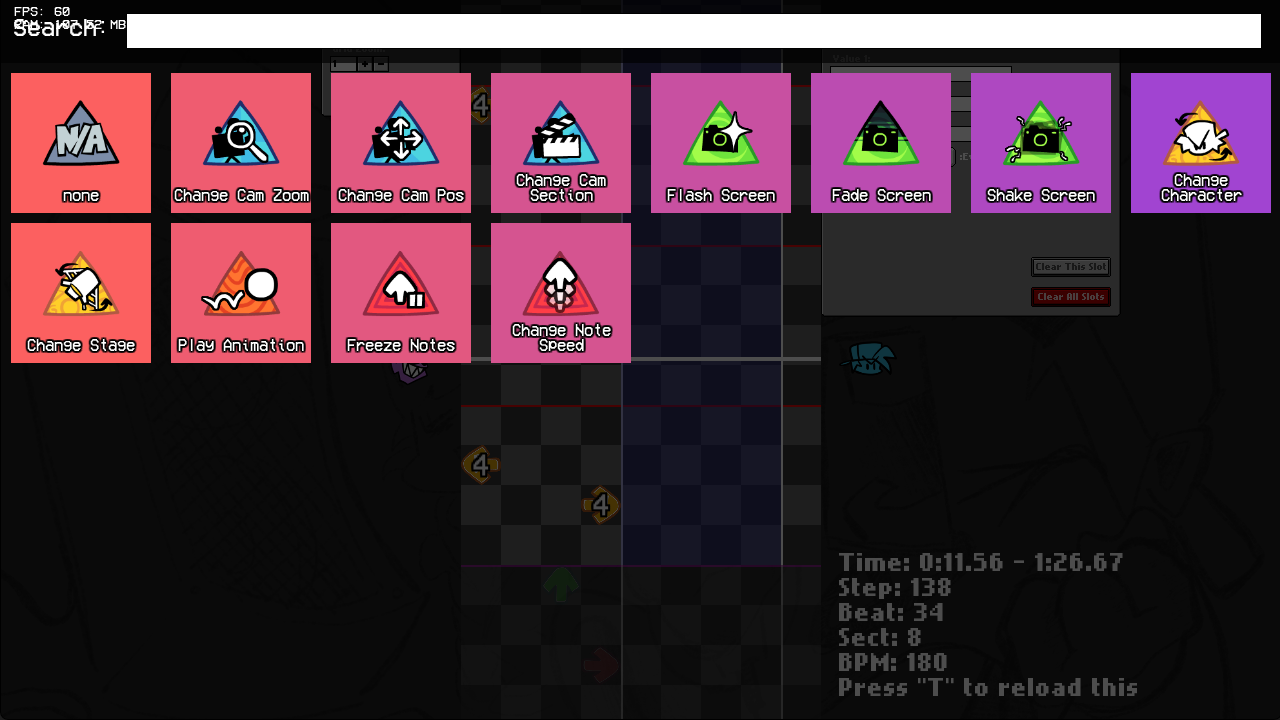 FPS: 60
RAM: 107.52 MB
Search:
N/A
none
Change Cam Zoom
Change Cam Pos
Change Cam
Section
Flash Screen
Fade Screen
Shake Screen
Change
Character
Change Stage
Play Animation
Freeze Notes
Change Note
Speed
Clear This Slot
Clear All Slots
4
4
4
Time: 0:11.56 - 1:26.67
Step: 138
Beat: 34
Sect: 8
BPM: 180
Press "T" to reload this